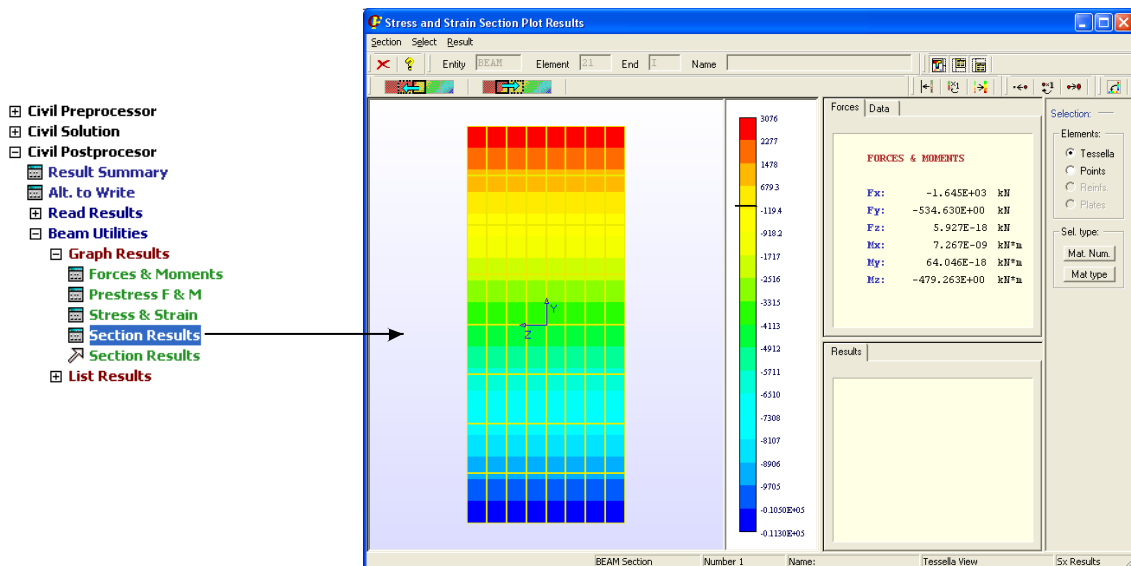 Civil Preprocessor
Civil Solution
Civil Postprocesor
Result Summary
Alt. to Write
Read Results
Beam Utilities
Graph Results
Forces & Moments
Prestress F & M
Stress & Strain
Section Results
Section Results
List Results
Stress and Strain Section Plot Results
Section Select Result
Entity BEAM Element 21 End I Name
Y
Z
3076
2277
1478
679.3
-119.4
-918.2
-1717
-2516
-3315
-4113
-4912
-5711
-6510
-7308
-8107
-8906
-9705
-0.1050E+05
-0.1130E+05
Forces Data
FORCES & MOMENTS
Fx: -1.645E+03 kN
Fy: -534.630E+00 kN
Fz: 5.927E-18 kN
Mx: 7.267E-09 kN*m
My: 64.046E-18 kN*m
Mz: -479.263E+00 kN*m
Results
Selection:
Elements:
Tessella
Points
Reinfs.
Plates
Sel. type:
Mat. Num.
Mat type
BEAM Section Number 1 Name: Tessella View Sx Results